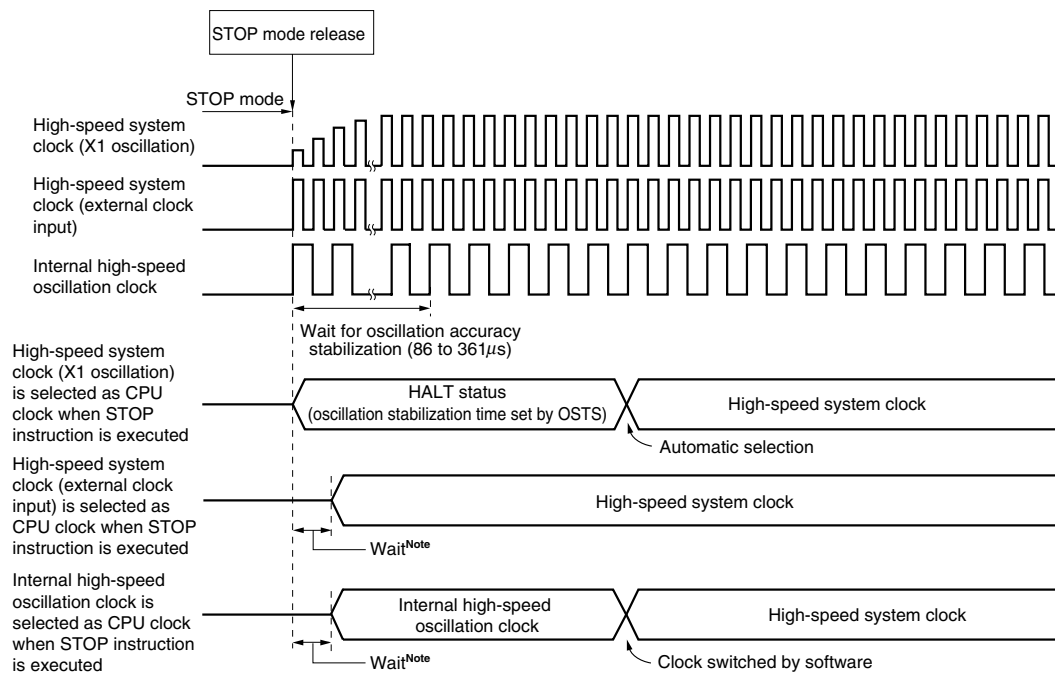 STOP mode release
STOP mode
High-speed system
clock (X1 oscillation)
High-speed system
clock (external clock
input)
Internal high-speed
oscillation clock
Wait for oscillation accuracy
stabilization (86 to 361μs)
High-speed system
clock (X1 oscillation)
is selected as CPU
clock when STOP
instruction is executed
HALT status
(oscillation stabilization time set by OSTS)
High-speed system clock
Automatic selection
High-speed system
clock (external clock
input) is selected as
CPU clock when STOP
instruction is executed
High-speed system clock
WaitNote
Internal high-speed
oscillation clock is
selected as CPU clock
when STOP instruction
is executed
Internal high-speed
oscillation clock
High-speed system clock
WaitNote
Clock switched by software